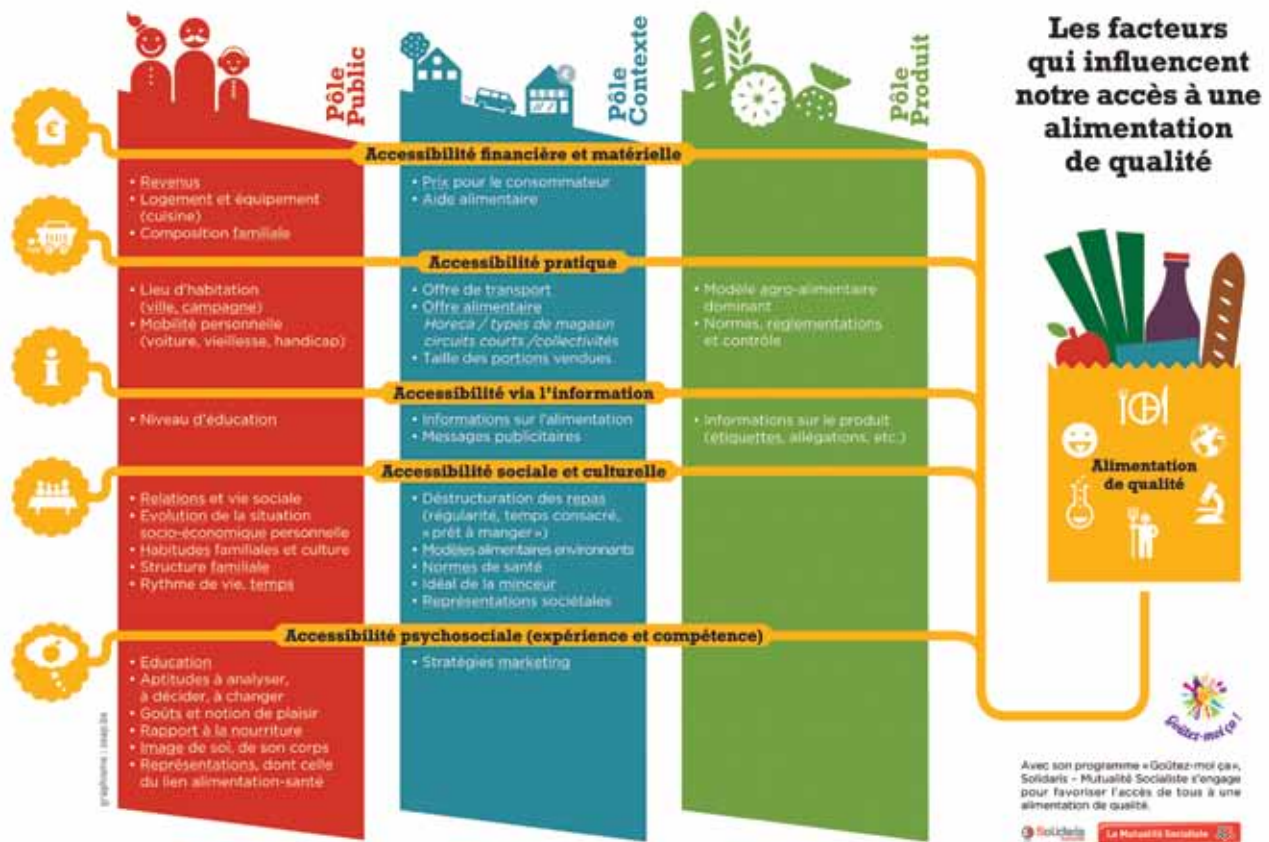 Les facteurs
qui influencent
notre accès à une
alimentation
de qualité
Pôle
Public
Pôle
Contexte
Pôle
Produit
€
Accessibilité financière et matérielle
• Revenus
• Logement et équipement
(cuisine)
• Composition familiale
• Prix pour le consommateur
• Aide alimentaire
Accessibilité pratique
• Lieu d'habitation
(ville, campagne)
• Mobilité personnelle
(voiture, vieillesse, handicap)
• Offre de transport
• Offre alimentaire
Horeca / types de magasin
circuits courts /collectivités
• Taille des portions vendues
• Modèle agro-alimentaire
dominant
• Normes, reglementations
et contrôle
i
Accessibilité via l'information
• Niveau d'éducation
• Informations sur l'alimentation
• Messages publicitaires
• Informations sur le produit
(étiquettes, allégations, etc.)
Accessibilité sociale et culturelle
• Relations et vie sociale
• Evolution de la situation
socio-économique personnelle
• Habitudes familiales et culture
• Structure familiale
• Rythme de vie, temps
• Déstructuration des repas
(régularité, temps consacré,
« prêt à manger »)
• Modèles alimentaires environnants
• Normes de santé
• Idéal de la minceur
• Représentations sociétales
Accessibilité psychosociale (expérience et compétence)
• Education
• Aptitudes à analyser,
à décider, à changer
• Goûts et notion de plaisir
• Rapport à la nourriture
• Image de soi, de son corps
• Représentations, dont celle
du lien alimentation-santé
• Stratégies marketing
Alimentation
de qualité
Goûtez-moi ça !
Avec son programme «Goûtez-moi ça»,
Solidaris - Mutualité Socialiste s'engage
pour favoriser l'accès de tous à une
alimentation de qualité.
Solidaris
La Mutualité Socialiste
graphisme :